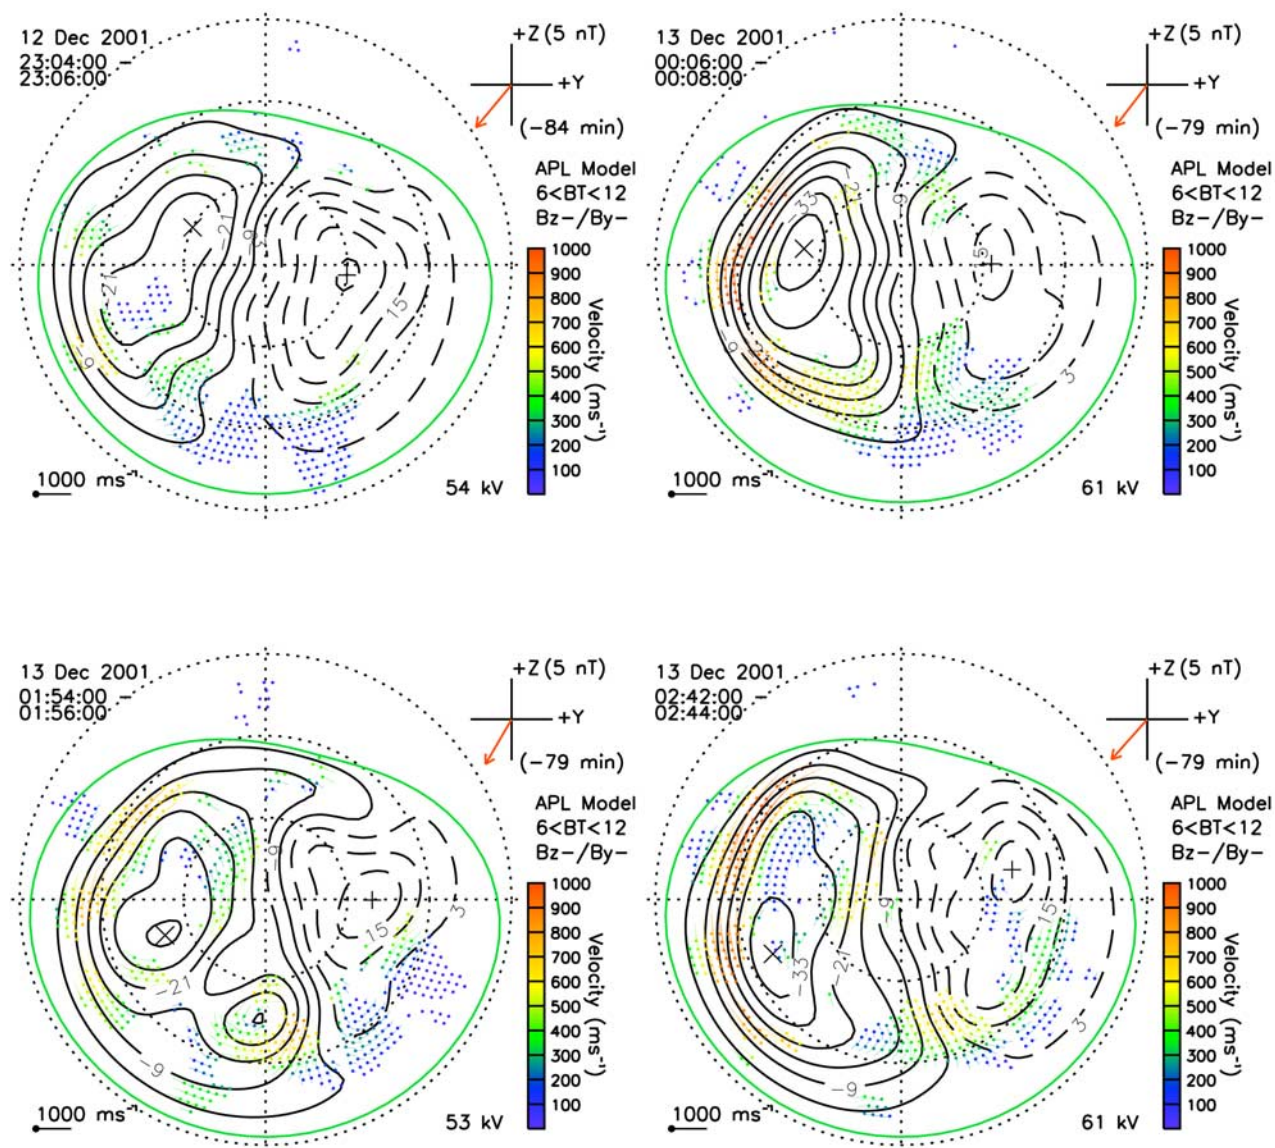 12 Dec 2001
23:04:00 -
23:06:00
+Z (5 nT)
+Y
(-84 min)
APL Model
6<BT<12
Bz-/By-
1000
900
800
700
600
500
400
300
200
100
Velocity (ms⁻¹)
-21
-9
-21
-9
15
1000 ms⁻¹
54 kV
13 Dec 2001
00:06:00 -
00:08:00
+Z (5 nT)
+Y
(-79 min)
APL Model
6<BT<12
Bz-/By-
1000
900
800
700
600
500
400
300
200
100
Velocity (ms⁻¹)
-33
-21
-9
-9
3
1000 ms⁻¹
61 kV
13 Dec 2001
01:54:00 -
01:56:00
+Z (5 nT)
+Y
(-79 min)
APL Model
6<BT<12
Bz-/By-
1000
900
800
700
600
500
400
300
200
100
Velocity (ms⁻¹)
-9
3
15
-21
-9
1000 ms⁻¹
53 kV
13 Dec 2001
02:42:00 -
02:44:00
+Z (5 nT)
+Y
(-79 min)
APL Model
6<BT<12
Bz-/By-
1000
900
800
700
600
500
400
300
200
100
Velocity (ms⁻¹)
-9
15
-33
-21
3
-9
1000 ms⁻¹
61 kV